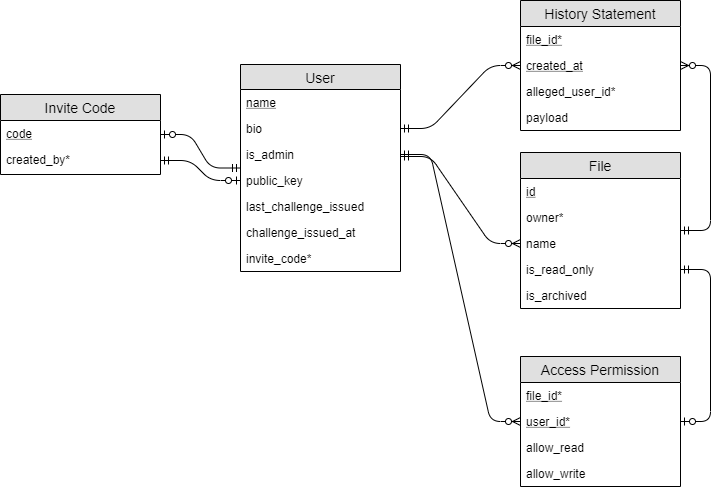 Invite Code
code
created_by*
User
name
bio
is_admin
public_key
last_challenge_issued
challenge_issued_at
invite_code*
History Statement
file_id*
created_at
alleged_user_id*
payload
File
id
owner*
name
is_read_only
is_archived
Access Permission
file_id*
user_id*
allow_read
allow_write